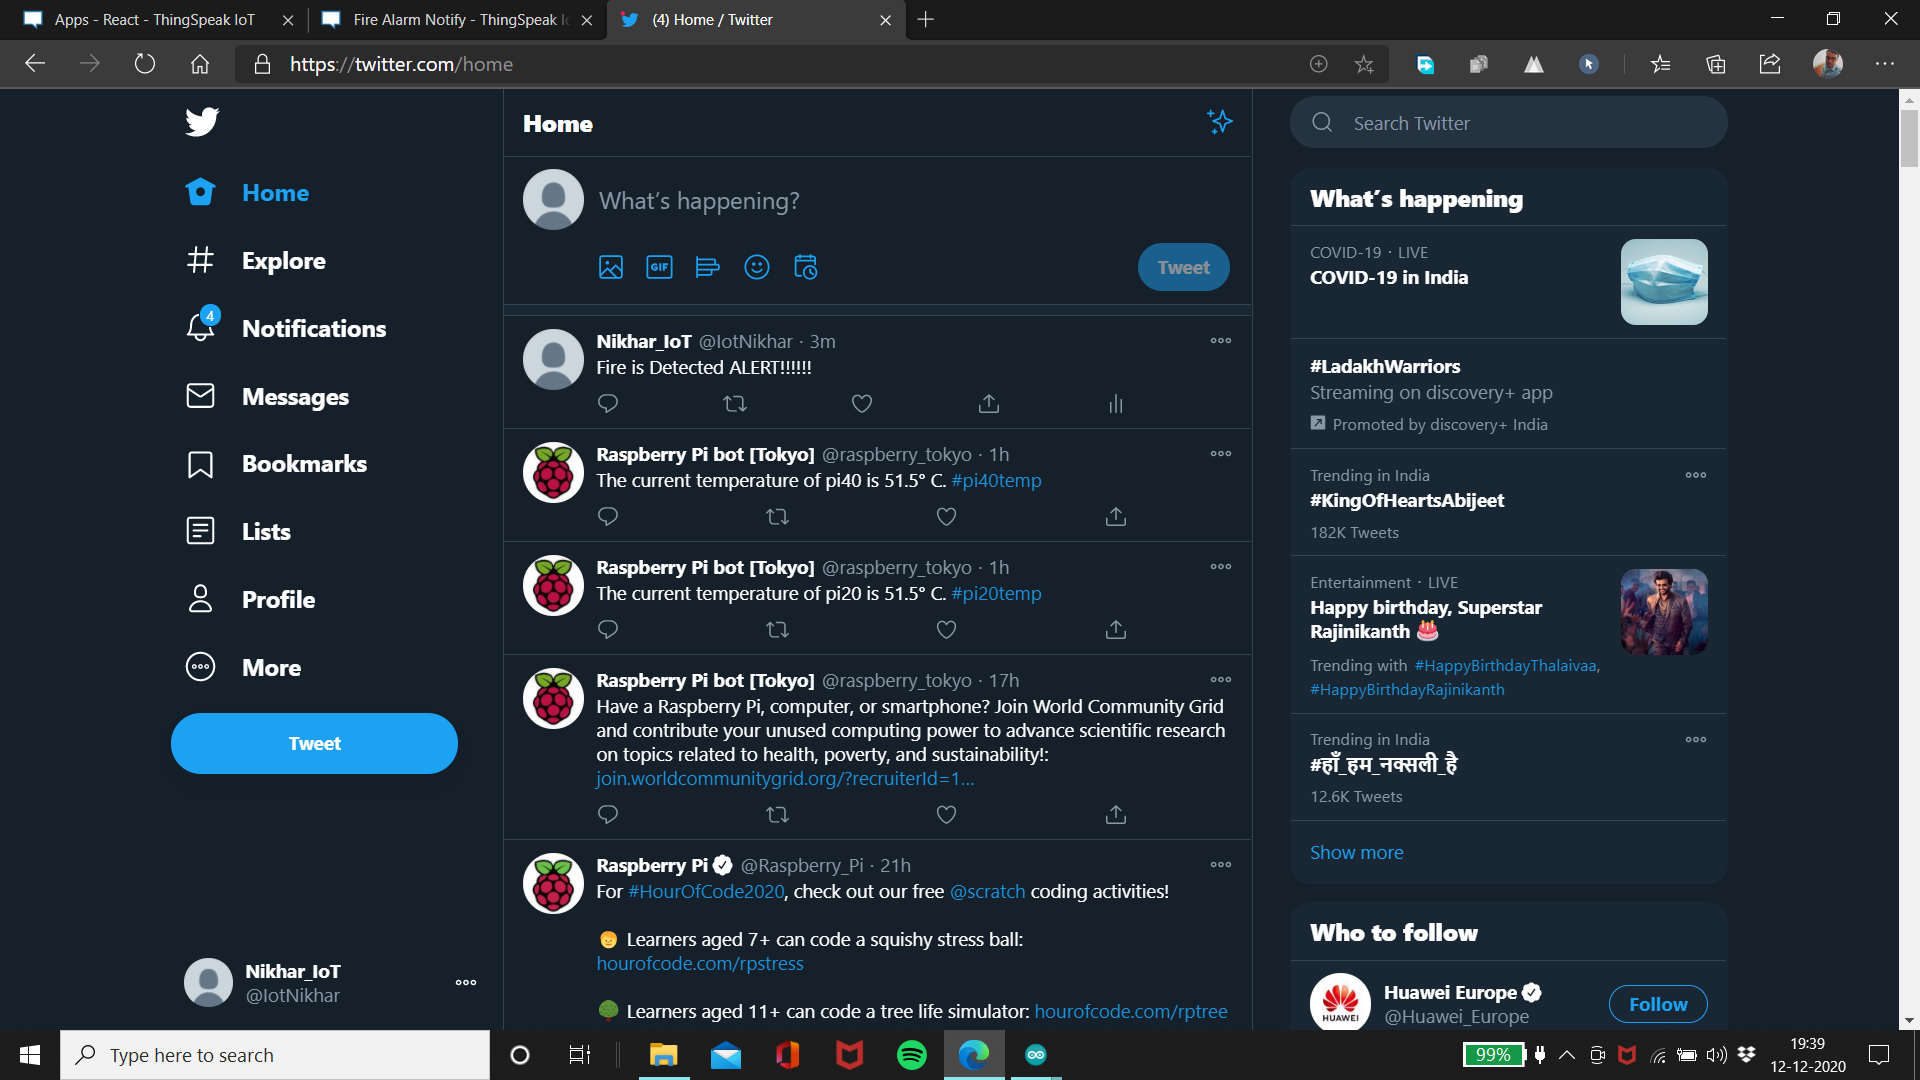 Apps - React - ThingSpeak IoT
Fire Alarm Notify - ThingSpeak I
(4) Home / Twitter
https://twitter.com/home
Home
Explore
4
Notifications
Messages
Bookmarks
Lists
Profile
More
Tweet
Nikhar_IoT
@IotNikhar
Home
What's happening?
GIF
Tweet
Nikhar_IoT @IotNikhar · 3m
Fire is Detected ALERT!!!!!!
Raspberry Pi bot [Tokyo] @raspberry_tokyo · 1h
The current temperature of pi40 is 51.5° C. #pi40temp
Raspberry Pi bot [Tokyo] @raspberry_tokyo · 1h
The current temperature of pi20 is 51.5° C. #pi20temp
Raspberry Pi bot [Tokyo] @raspberry_tokyo · 17h
Have a Raspberry Pi, computer, or smartphone? Join World Community Grid
and contribute your unused computing power to advance scientific research
on topics related to health, poverty, and sustainability!:
join.worldcommunitygrid.org/?recruiterId=1...
Raspberry Pi @Raspberry_Pi · 21h
For #HourOfCode2020, check out our free @scratch coding activities!
🧑 Learners aged 7+ can code a squishy stress ball:
hourofcode.com/rpstress
🌳 Learners aged 11+ can code a tree life simulator: hourofcode.com/rptree
Search Twitter
What's happening
COVID-19 · LIVE
COVID-19 in India
#LadakhWarriors
Streaming on discovery+ app
Promoted by discovery+ India
Trending in India
#KingOfHeartsAbijeet
182K Tweets
Entertainment · LIVE
Happy birthday, Superstar
Rajinikanth 🎂
Trending with #HappyBirthdayThalaivaa,
#HappyBirthdayRajinikanth
Trending in India
#हाँ_हम_नक्सली_है
12.6K Tweets
Show more
Who to follow
HUAWEI
Huawei Europe
@Huawei_Europe
Follow
Type here to search
99%
19:39
12-12-2020